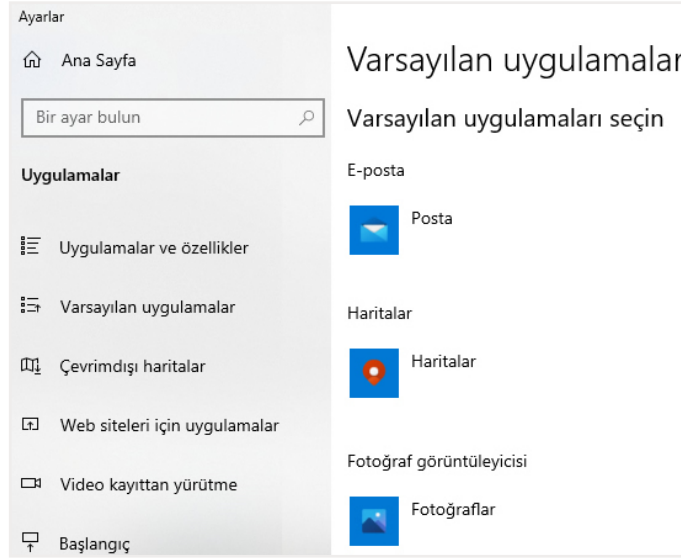 Ayarlar
Ana Sayfa
Bir ayar bulun
Uygulamalar
Uygulamalar ve özellikler
Varsayılan uygulamalar
Çevrimdışı haritalar
Web siteleri için uygulamalar
Video kayıttan yürütme
Başlangıç
Varsayılan uygulamalar
Varsayılan uygulamaları seçin
E-posta
Posta
Haritalar
Haritalar
Fotoğraf görüntüleyicisi
Fotoğraflar